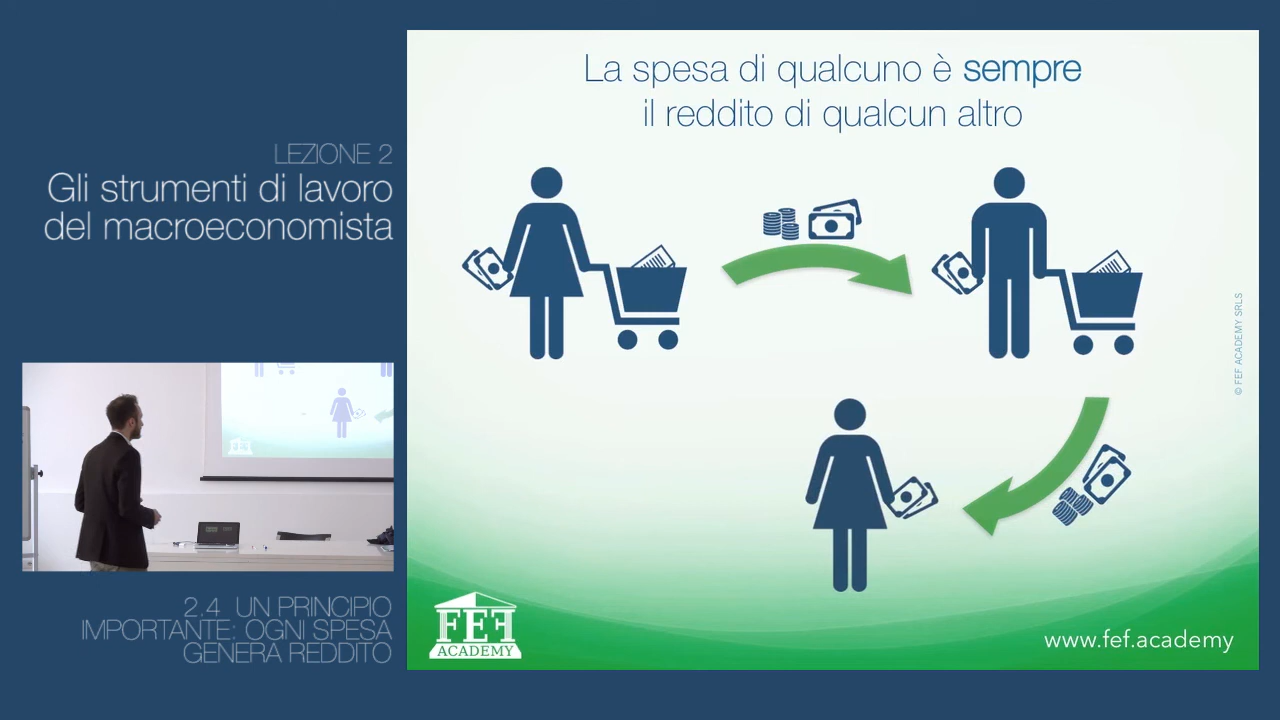 LEZIONE 2
Gli strumenti di lavoro
del macroeconomista
2.4 UN PRINCIPIO
IMPORTANTE: OGNI SPESA
GENERA REDDITO
La spesa di qualcuno è sempre
il reddito di qualcun altro
© FEF ACADEMY SRLS
FEF
ACADEMY
www.fef.academy